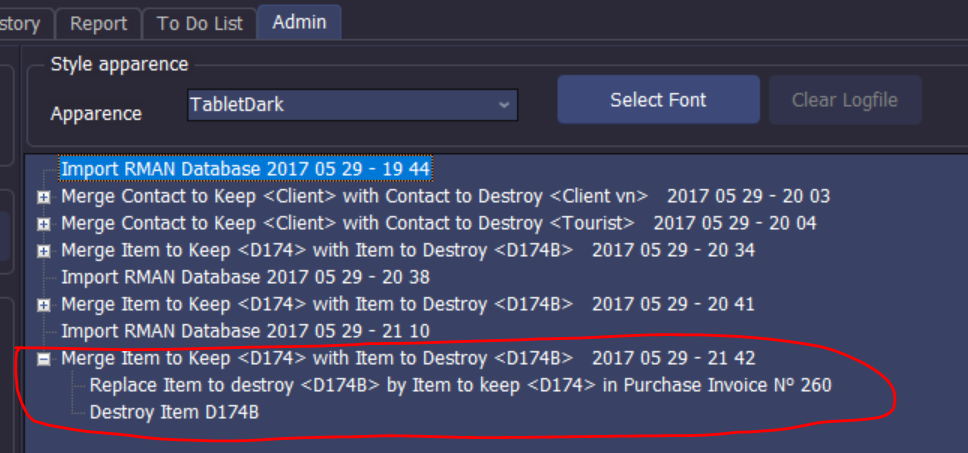 story Report To Do List Admin
Style apparence
Apparence TabletDark Select Font Clear Logfile
Import RMAN Database 2017 05 29 - 19 44
Merge Contact to Keep <Client> with Contact to Destroy <Client vn> 2017 05 29 - 20 03
Merge Contact to Keep <Client> with Contact to Destroy <Tourist> 2017 05 29 - 20 04
Merge Item to Keep <D174> with Item to Destroy <D174B> 2017 05 29 - 20 34
Import RMAN Database 2017 05 29 - 20 38
Merge Item to Keep <D174> with Item to Destroy <D174B> 2017 05 29 - 20 41
Import RMAN Database 2017 05 29 - 21 10
Merge Item to Keep <D174> with Item to Destroy <D174B> 2017 05 29 - 21 42
Replace Item to destroy <D174B> by Item to keep <D174> in Purchase Invoice Nº 260
Destroy Item D174B